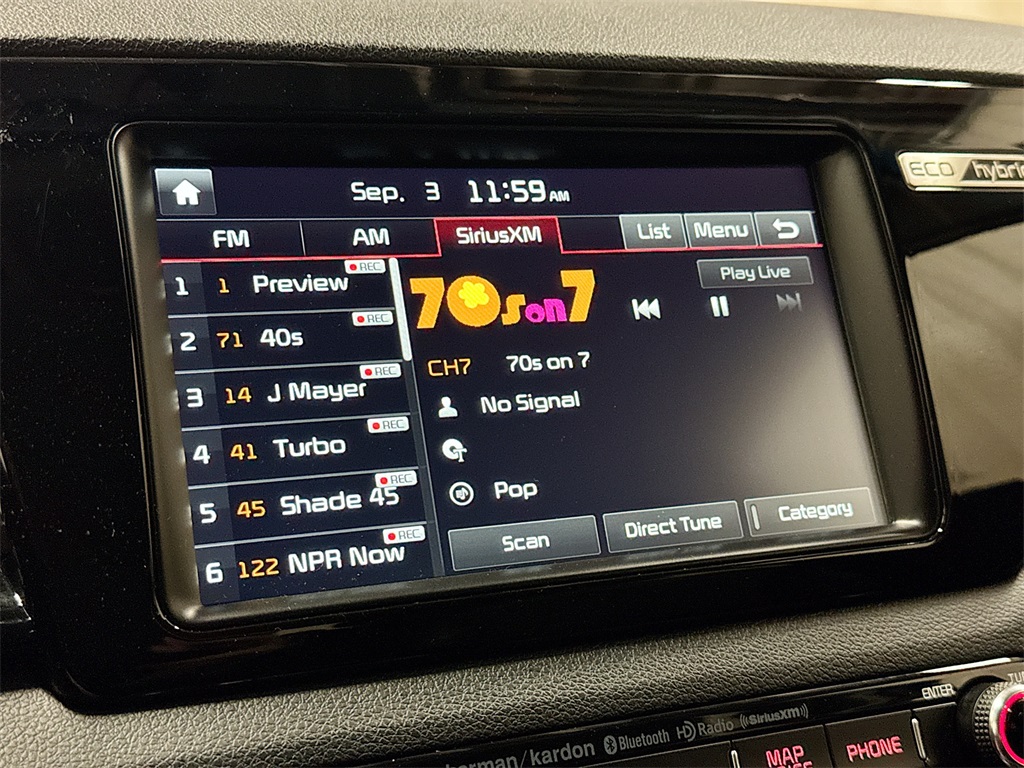 Sep. 3 11:59 AM
ECO hybrid
FM AM SiriusXM List Menu
1 1 Preview REC
2 71 40s REC
3 14 J Mayer REC
4 41 Turbo REC
5 45 Shade 45 REC
6 122 NPR Now REC
Play Live
70s on 7
CH7 70s on 7
No Signal
Pop
Scan Direct Tune Category
ENTER
harman/kardon Bluetooth HD Radio ((SiriusXM))
MAP
PHONE